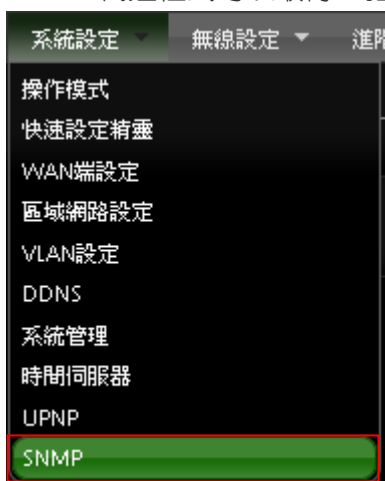 系統設定 無線設定 進階
操作模式
快速設定精靈
WAN端設定
區域網路設定
VLAN設定
DDNS
系統管理
時間伺服器
UPNP
SNMP